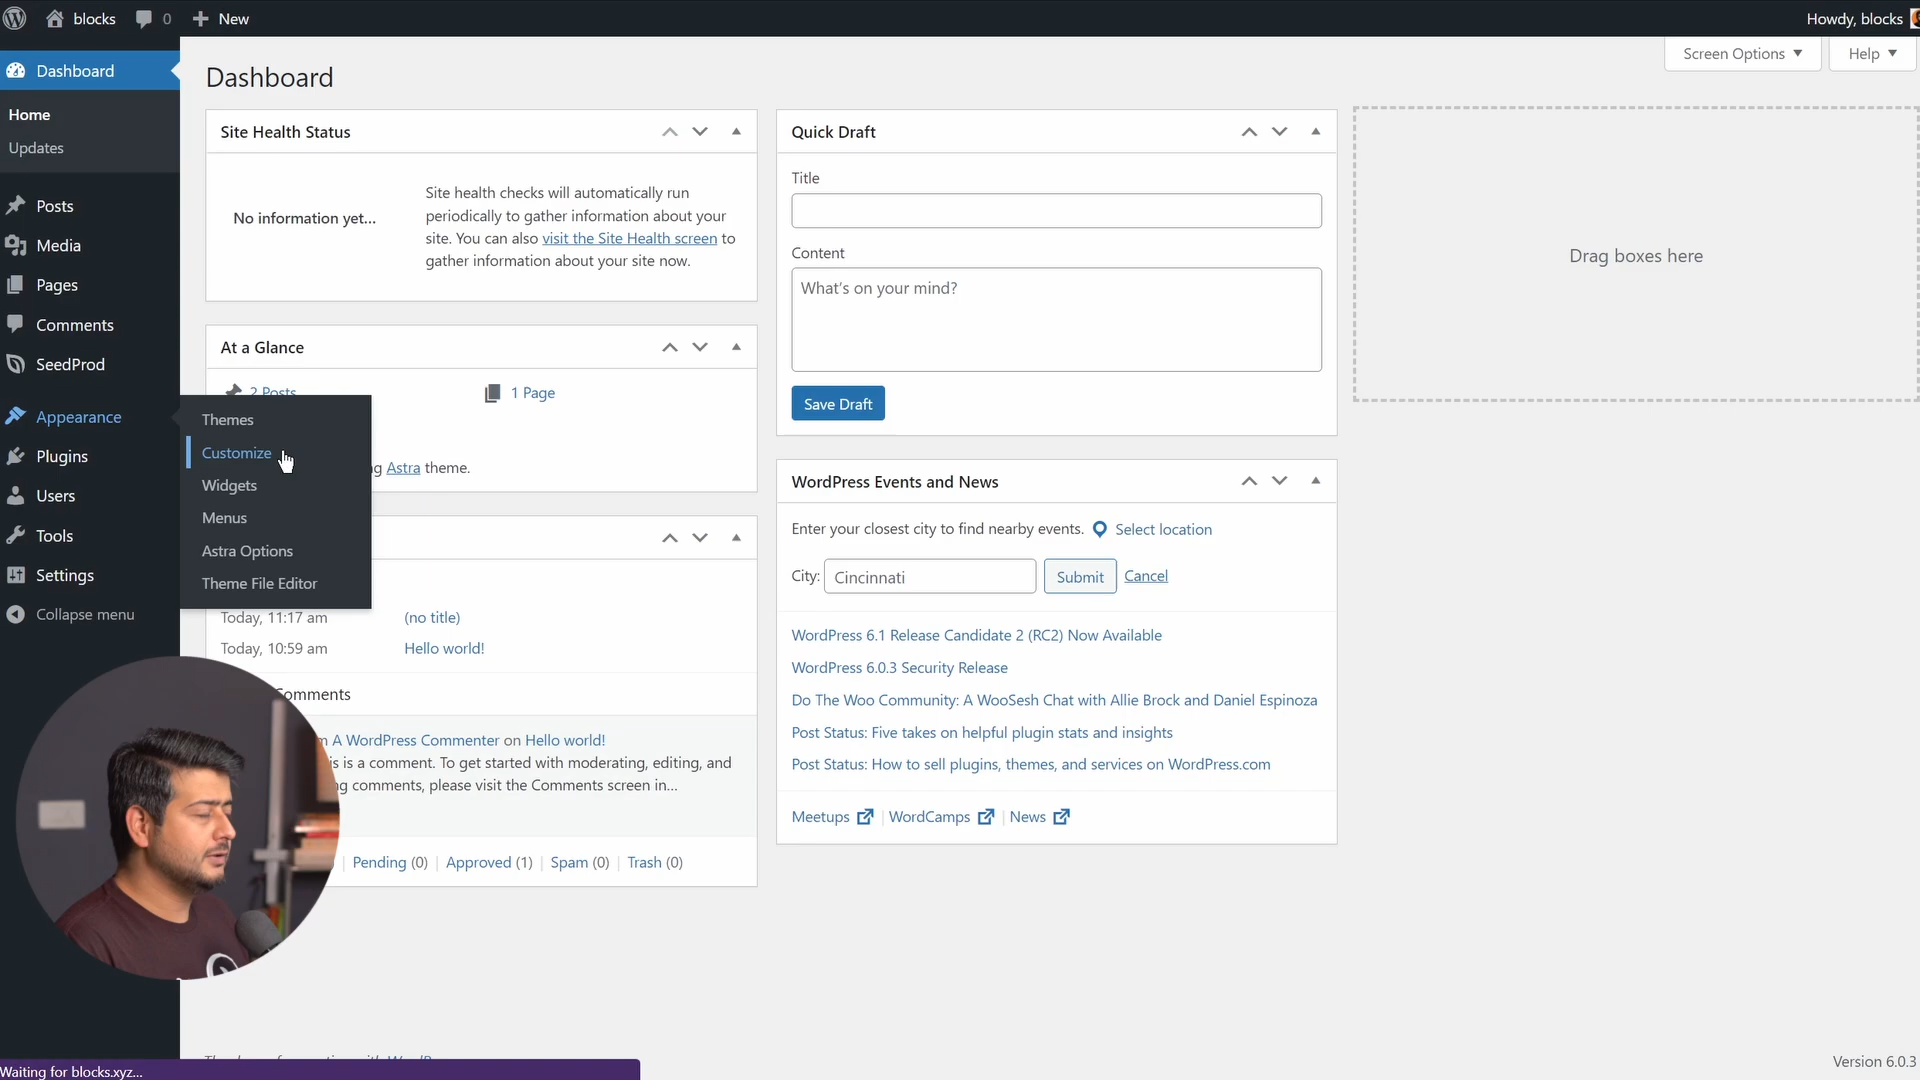 blocks
0
New
Howdy, blocks
Dashboard
Home
Updates
Posts
Media
Pages
Comments
SeedProd
Appearance
Plugins
Users
Tools
Settings
Collapse menu
Themes
Customize
Widgets
Menus
Astra Options
Theme File Editor
Screen Options
Help
Dashboard
Site Health Status
No information yet...
Site health checks will automatically run
periodically to gather information about your
site. You can also visit the Site Health screen to
gather information about your site now.
At a Glance
2 Posts
1 Page
Astra theme.
Today, 11:17 am
(no title)
Today, 10:59 am
Hello world!
Comments
A WordPress Commenter on Hello world!
is a comment. To get started with moderating, editing, and
comments, please visit the Comments screen in...
Pending (0) | Approved (1) | Spam (0) | Trash (0)
Quick Draft
Title
Content
What's on your mind?
Save Draft
WordPress Events and News
Enter your closest city to find nearby events.
Select location
City:
Cincinnati
Submit
Cancel
WordPress 6.1 Release Candidate 2 (RC2) Now Available
WordPress 6.0.3 Security Release
Do The Woo Community: A WooSesh Chat with Allie Brock and Daniel Espinoza
Post Status: Five takes on helpful plugin stats and insights
Post Status: How to sell plugins, themes, and services on WordPress.com
Meetups | WordCamps | News
Drag boxes here
Version 6.0.3
Waiting for blocks.xyz...